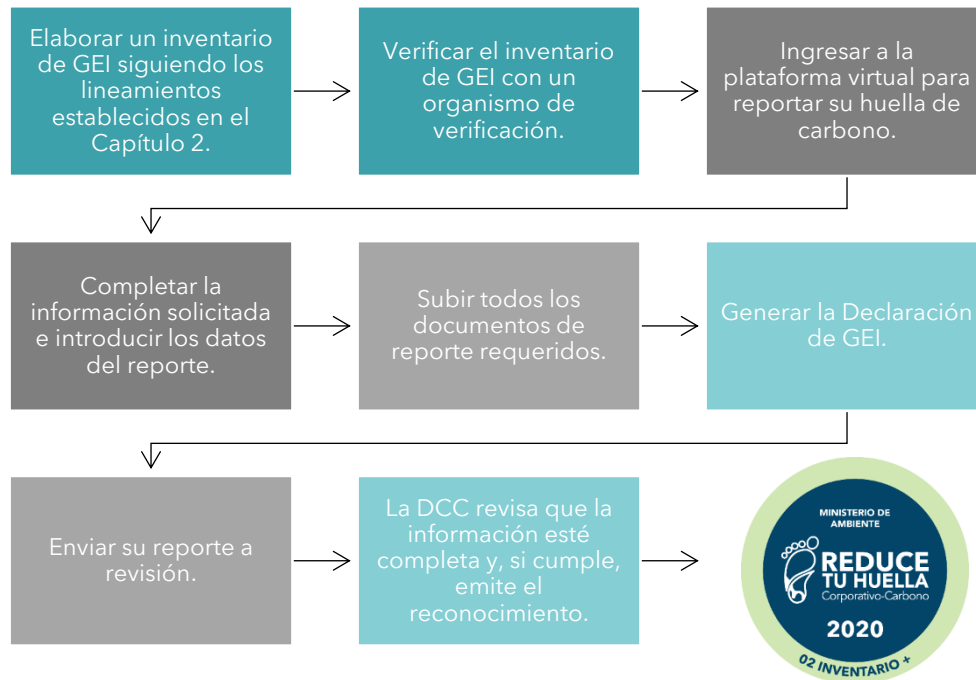 Elaborar un inventario
de GEI siguiendo los
lineamientos
establecidos en el
Capítulo 2.
Verificar el inventario
de GEI con un
organismo de
verificación.
Ingresar a la
plataforma virtual para
reportar su huella de
carbono.
Completar la
información solicitada
e introducir los datos
del reporte.
Subir todos los
documentos de
reporte requeridos.
Generar la Declaración
de GEI.
Enviar su reporte a
revisión.
La DCC revisa que la
información esté
completa y, si cumple,
emite el
reconocimiento.
MINISTERIO DE
AMBIENTE
REDUCE
TU HUELLA
Corporativo-Carbono
2020
02 INVENTARIO +